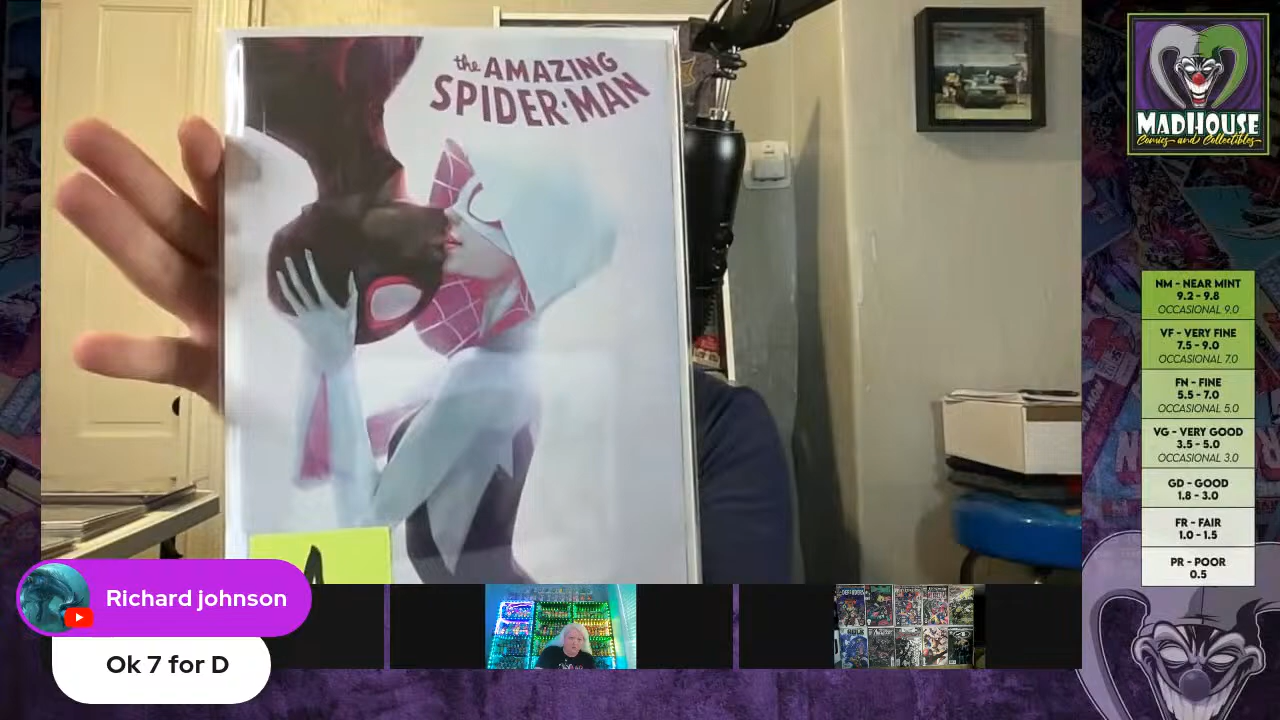 the AMAZING
SPIDER-MAN
A
MADHOUSE
Comics and Collectibles
NM - NEAR MINT
9.2 - 9.8
OCCASIONAL 9.0
VF - VERY FINE
7.5 - 9.0
OCCASIONAL 7.0
FN - FINE
5.5 - 7.0
OCCASIONAL 5.0
VG - VERY GOOD
3.5 - 5.0
OCCASIONAL 3.0
GD - GOOD
1.8 - 3.0
FR - FAIR
1.0 - 1.5
PR - POOR
0.5
Richard johnson
Ok 7 for D